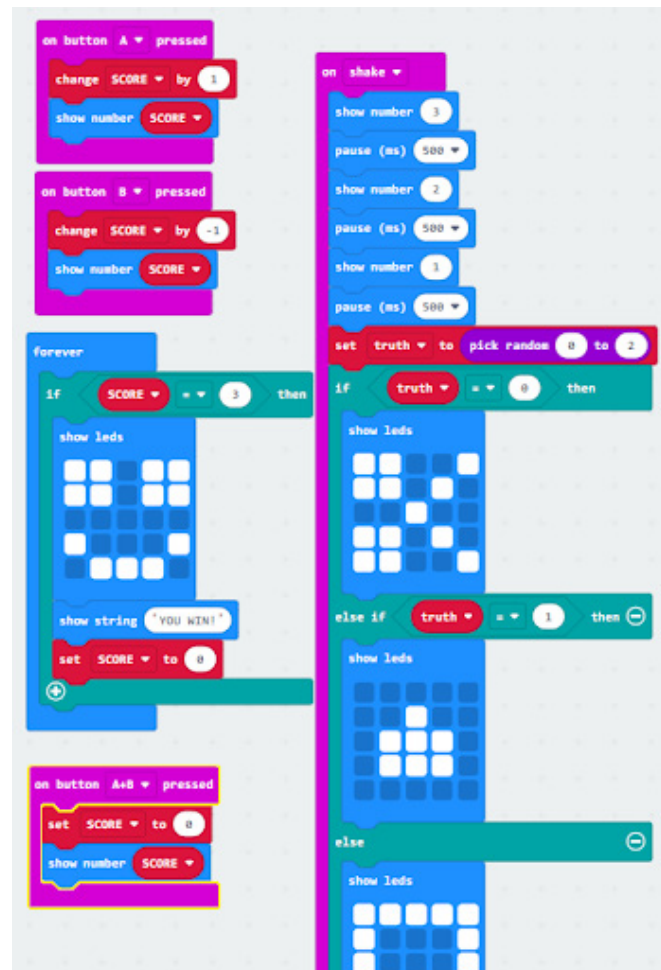 on button A pressed
change SCORE by 1
show number SCORE
on button B pressed
change SCORE by -1
show number SCORE
forever
if SCORE = 3 then
show leds
show string "YOU WIN!"
set SCORE to 0
on button A+B pressed
set SCORE to 0
show number SCORE
on shake
show number 3
pause (ms) 500
show number 2
pause (ms) 500
show number 1
pause (ms) 500
set truth to pick random 0 to 2
if truth = 0 then
show leds
else if truth = 1 then
show leds
else
show leds